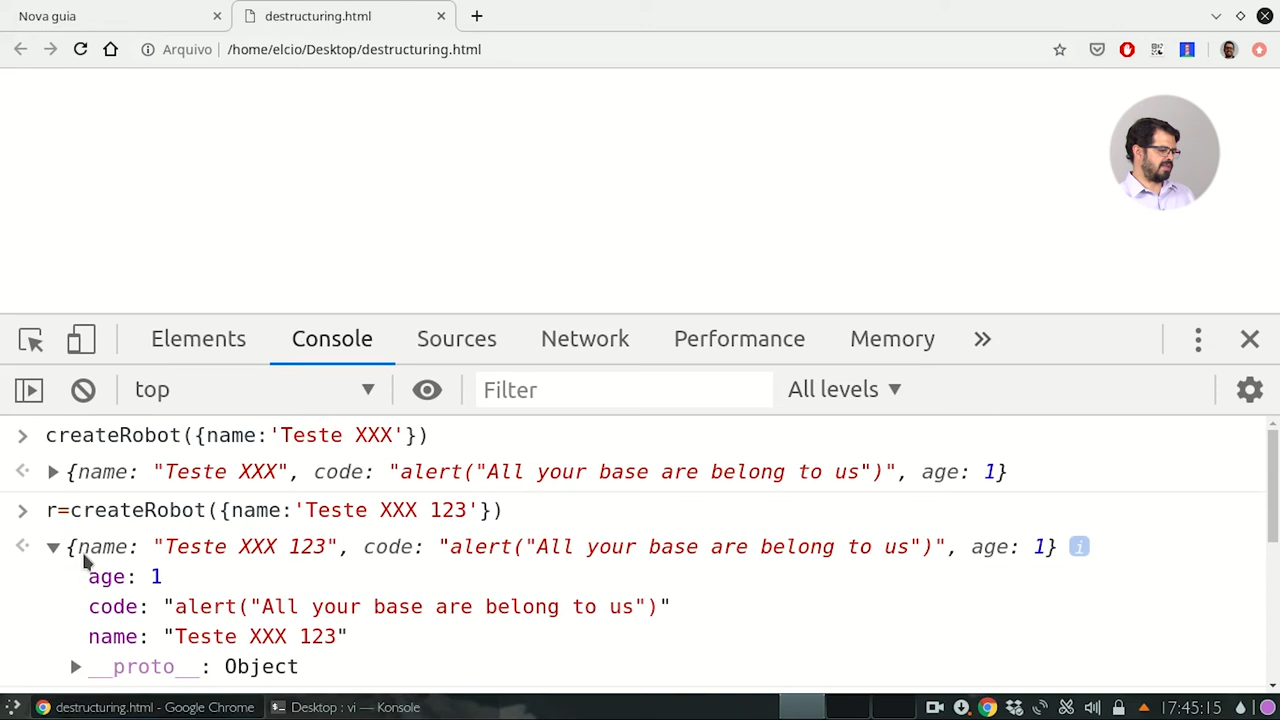 Nova guia
destructuring.html
Arquivo
/home/elcio/Desktop/destructuring.html
Elements
Console
Sources
Network
Performance
Memory
top
Filter
All levels
createRobot({name:'Teste XXX'})
{name: "Teste XXX", code: "alert("All your base are belong to us")", age: 1}
r=createRobot({name:'Teste XXX 123'})
{name: "Teste XXX 123", code: "alert("All your base are belong to us")", age: 1}
age: 1
code: "alert("All your base are belong to us")"
name: "Teste XXX 123"
__proto__: Object
destructuring.html - Google Chrome
Desktop : vi — Konsole
17:45:15